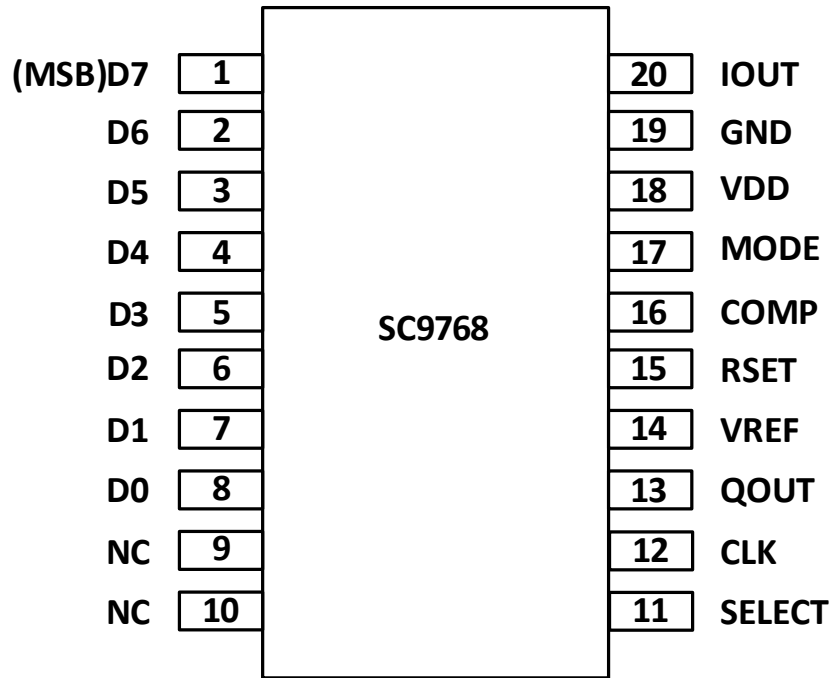 (MSB)D7 1 20 IOUT
D6 2 19 GND
D5 3 18 VDD
D4 4 17 MODE
D3 5 16 COMP
SC9768
D2 6 15 RSET
D1 7 14 VREF
D0 8 13 QOUT
NC 9 12 CLK
NC 10 11 SELECT